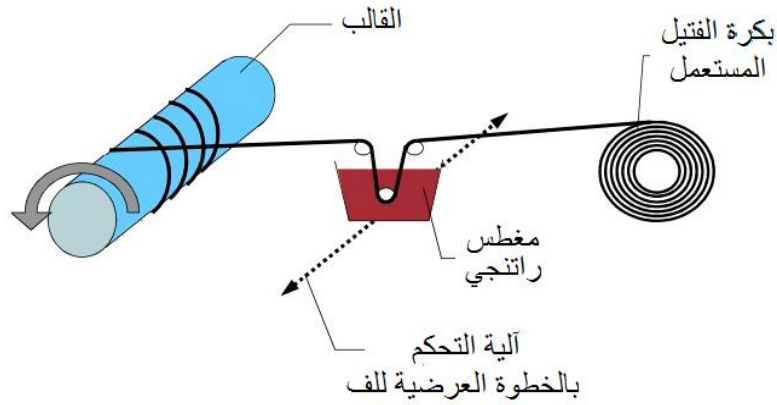 القالب
بكرة الفتيل
المستعمل
مغطس
راتنجي
آلية التحكم
بالخطوة العرضية للف